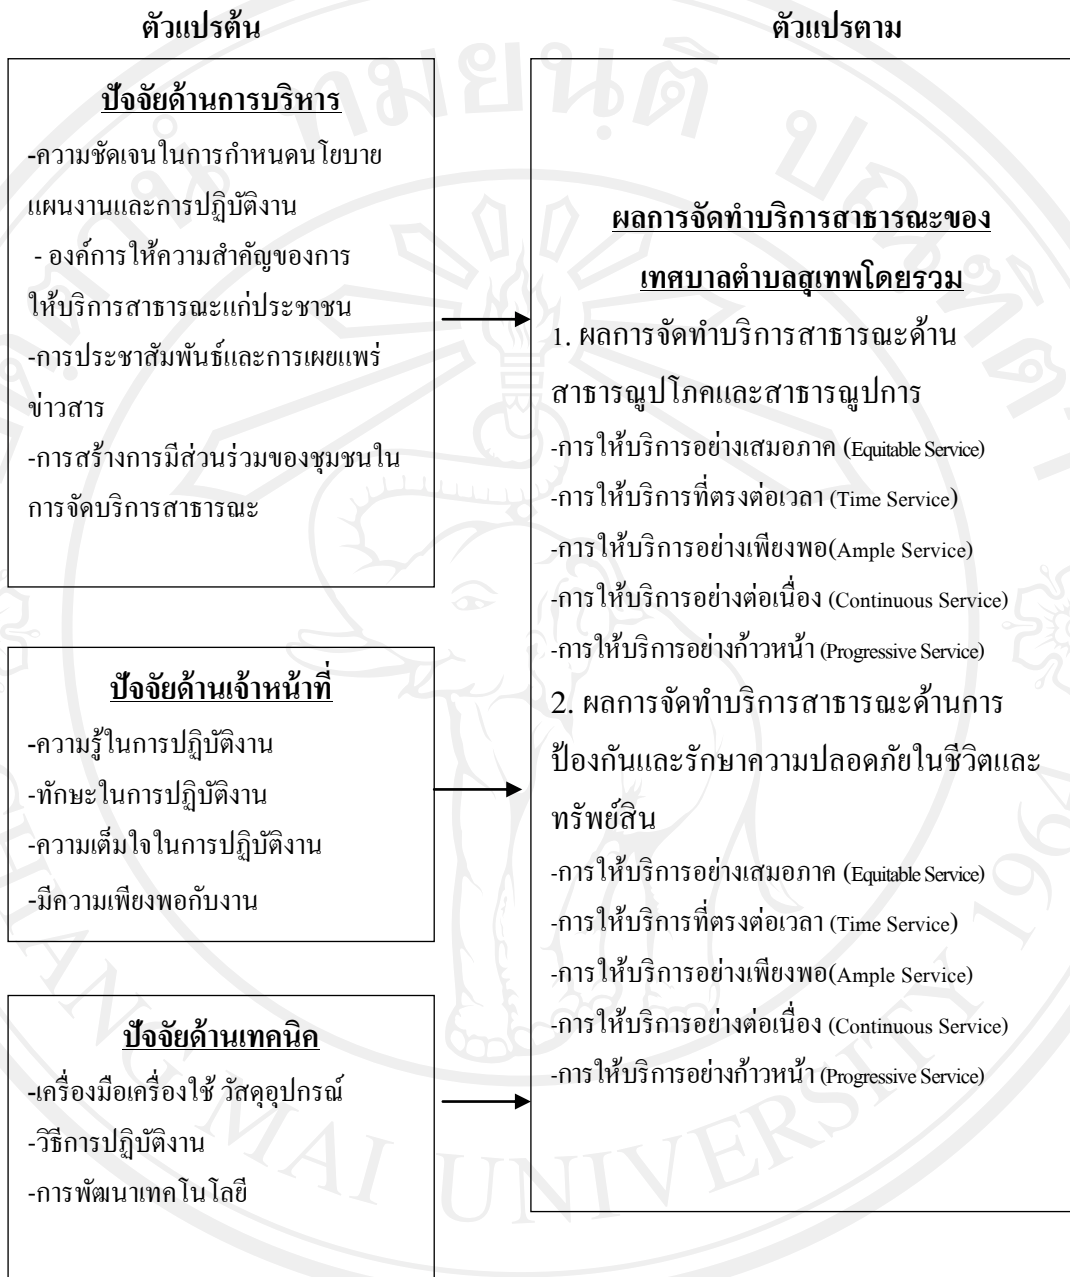 ตัวแปรต้น
ตัวแปรตาม
ปัจจัยด้านการบริหาร
-ความชัดเจนในการกำหนดนโยบาย
แผนงานและการปฏิบัติงาน
- องค์การให้ความสำคัญของการ
ให้บริการสาธารณะแก่ประชาชน
-การประชาสัมพันธ์และการเผยแพร่
ข่าวสาร
-การสร้างการมีส่วนร่วมของชุมชนใน
การจัดบริการสาธารณะ
ปัจจัยด้านเจ้าหน้าที่
-ความรู้ในการปฏิบัติงาน
-ทักษะในการปฏิบัติงาน
-ความเต็มใจในการปฏิบัติงาน
-มีความเพียงพอกับงาน
ปัจจัยด้านเทคนิค
-เครื่องมือเครื่องใช้ วัสดุอุปกรณ์
-วิธีการปฏิบัติงาน
-การพัฒนาเทคโนโลยี
ผลการจัดทำบริการสาธารณะของ
เทศบาลตำบลสุเทพโดยรวม
1. ผลการจัดทำบริการสาธารณะด้าน
สาธารณูปโภคและสาธารณูปการ
-การให้บริการอย่างเสมอภาค (Equitable Service)
-การให้บริการที่ตรงต่อเวลา (Time Service)
-การให้บริการอย่างเพียงพอ(Ample Service)
-การให้บริการอย่างต่อเนื่อง (Continuous Service)
-การให้บริการอย่างก้าวหน้า (Progressive Service)
2. ผลการจัดทำบริการสาธารณะด้านการ
ป้องกันและรักษาความปลอดภัยในชีวิตและ
ทรัพย์สิน
-การให้บริการอย่างเสมอภาค (Equitable Service)
-การให้บริการที่ตรงต่อเวลา (Time Service)
-การให้บริการอย่างเพียงพอ(Ample Service)
-การให้บริการอย่างต่อเนื่อง (Continuous Service)
-การให้บริการอย่างก้าวหน้า (Progressive Service)
MAI UNIVERSITY 1964